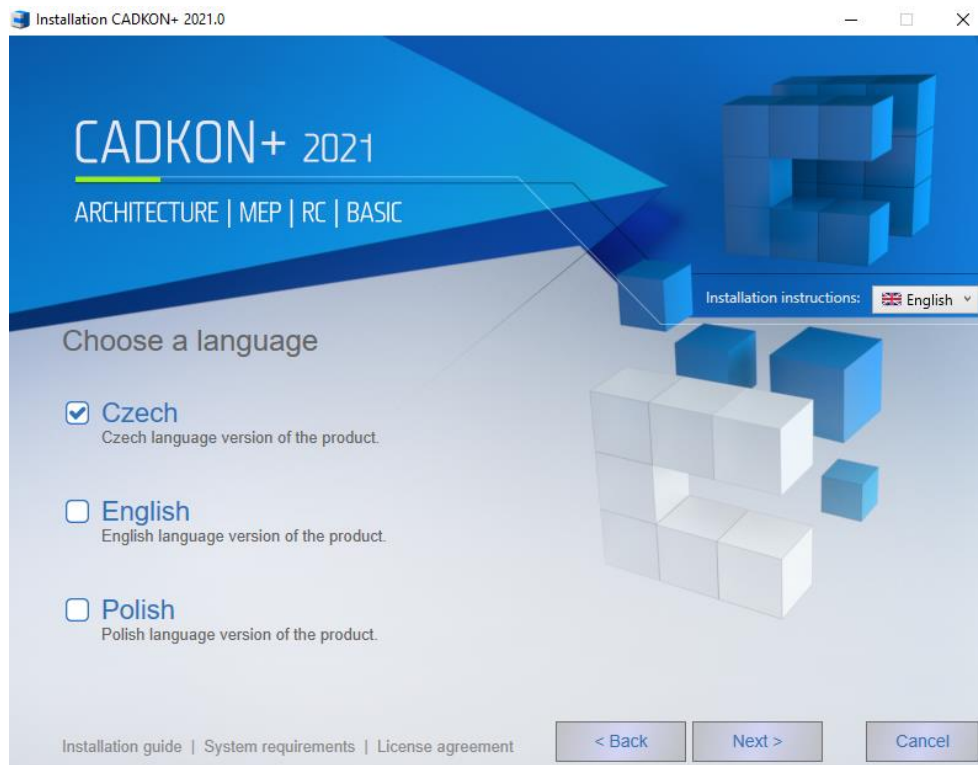 Installation CADKON+ 2021.0
CADKON+ 2021
ARCHITECTURE | MEP | RC | BASIC
Installation instructions: English
Choose a language
Czech
Czech language version of the product.
English
English language version of the product.
Polish
Polish language version of the product.
Installation guide | System requirements | License agreement
< Back Next > Cancel